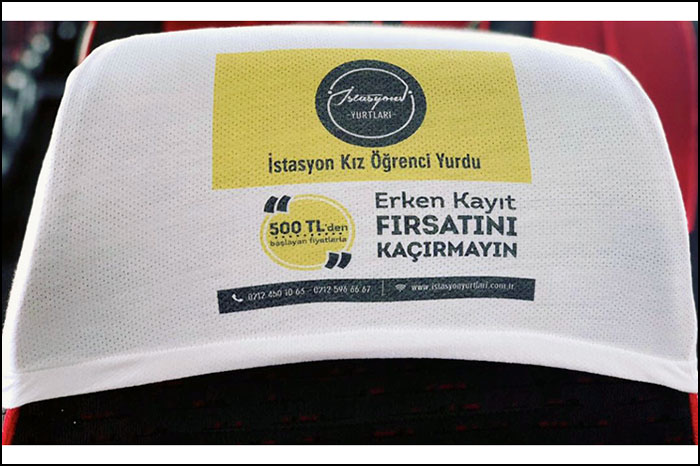 İstasyon
-YURTLARI-
İstasyon Kız Öğrenci Yurdu
500 TL'den
başlayan fiyatlarla
Erken Kayıt
FIRSATINI
KAÇIRMAYIN
0212 450 10 65 - 0212 596 66 67 | www.istasyonyurtlari.com.tr